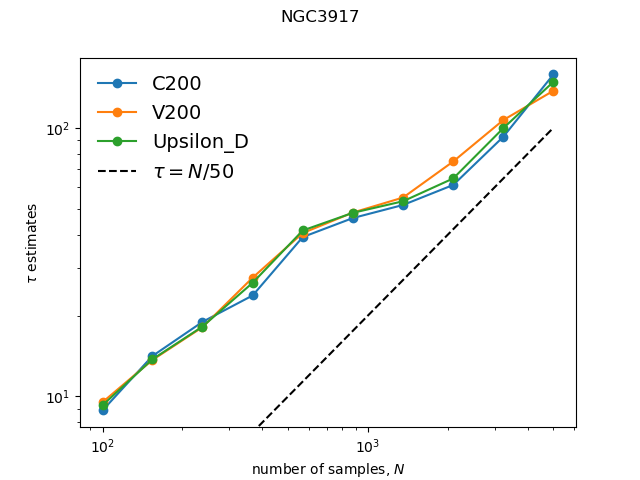 NGC3917
C200
V200
Upsilon_D
τ = N/50
10²
10¹
τ estimates
10² 10³
number of samples, N